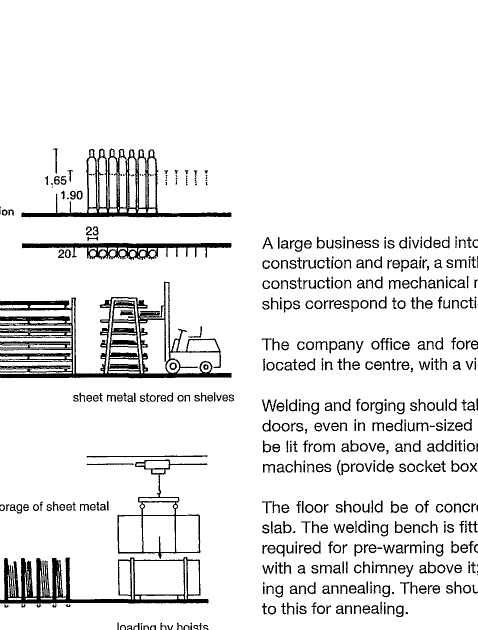 1.65
1.90
ion
23
20
sheet metal stored on shelves
orage of sheet metal
loading by hoists
A large business is divided into
construction and repair, a smit
construction and mechanical r
ships correspond to the functi
The company office and fore
located in the centre, with a vi
Welding and forging should tal
doors, even in medium-sized
be lit from above, and addition
machines (provide socket box
The floor should be of concre
slab. The welding bench is fitt
required for pre-warming befo
with a small chimney above it;
ing and annealing. There shou
to this for annealing.